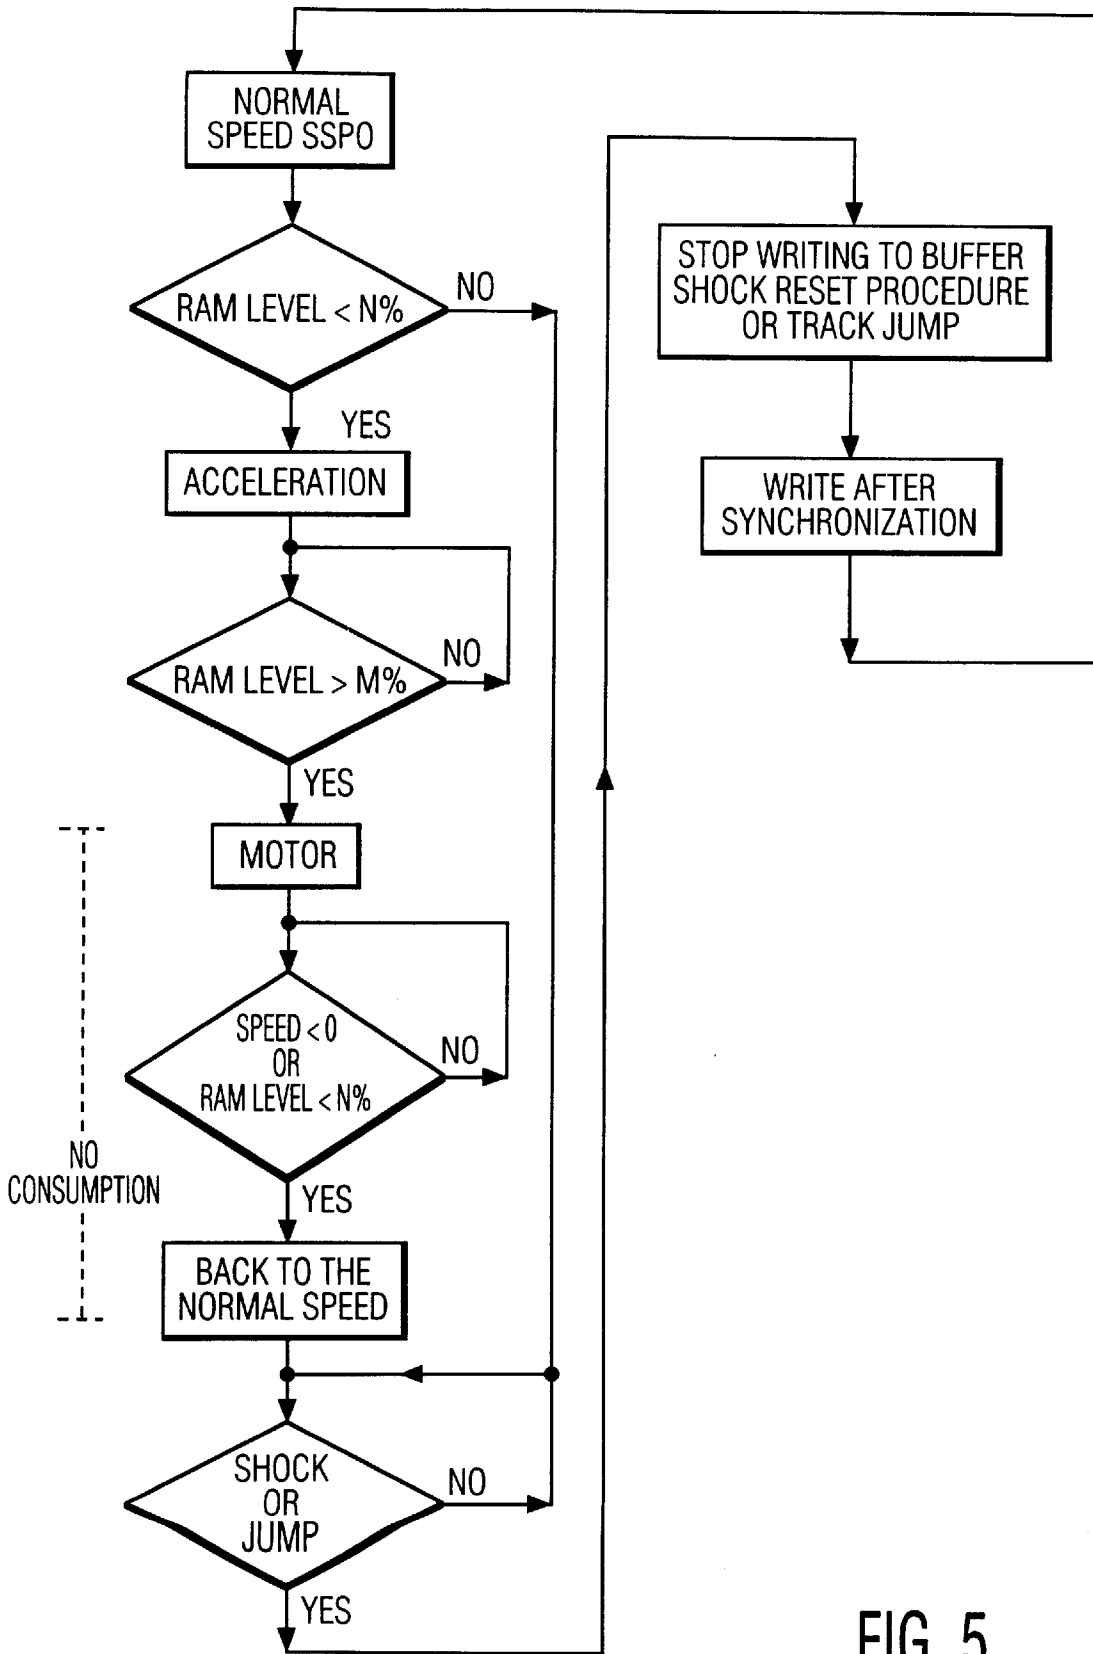 NORMAL
SPEED SSPO
RAM LEVEL < N%
NO
YES
ACCELERATION
RAM LEVEL > M%
NO
YES
MOTOR
SPEED < 0
OR
RAM LEVEL < N%
NO
YES
NO
CONSUMPTION
BACK TO THE
NORMAL SPEED
SHOCK
OR
JUMP
NO
YES
STOP WRITING TO BUFFER
SHOCK RESET PROCEDURE
OR TRACK JUMP
WRITE AFTER
SYNCHRONIZATION
FIG. 5